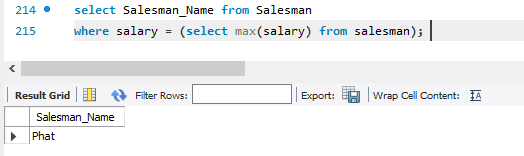 214 select Salesman_Name from Salesman
215 where salary = (select max(salary) from salesman);
Result Grid Filter Rows: Export: Wrap Cell Content: IA
Salesman_Name
Phat